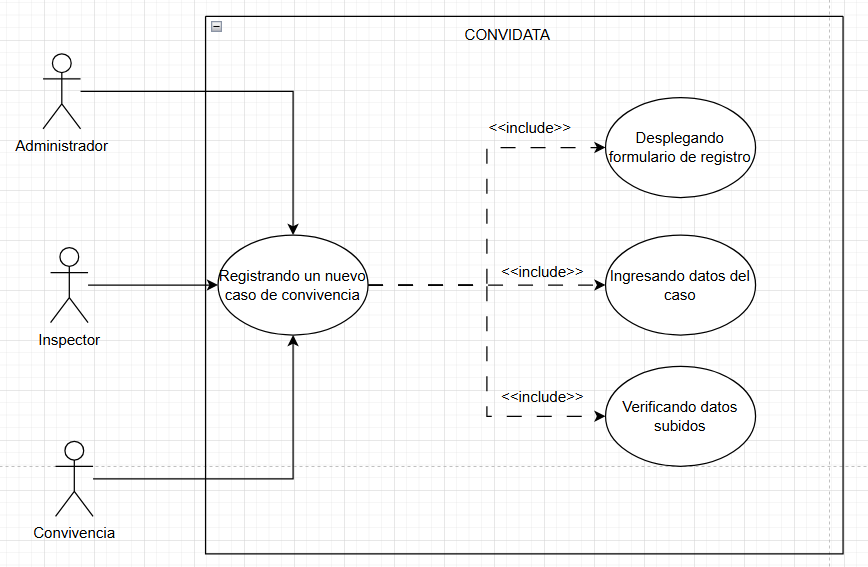 CONVIDATA
Administrador
Inspector
Convivencia
Registrando un nuevo
caso de convivencia
<<include>>
Desplegando
formulario de registro
<<include>>
Ingresando datos del
caso
<<include>>
Verificando datos
subidos